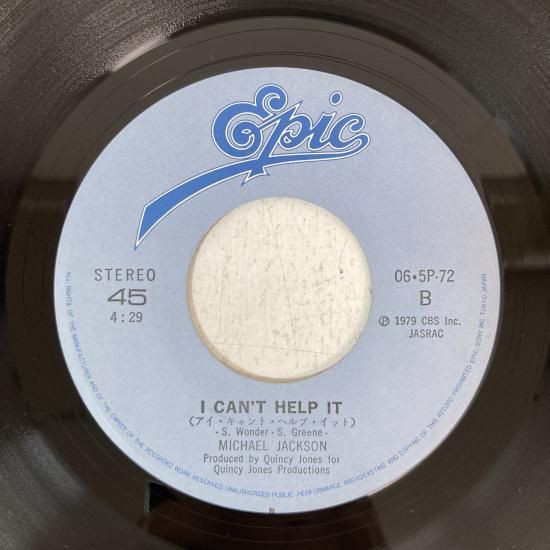 Epic
STEREO
45
4:29
06•5P-72
B
Ⓟ 1979 CBS Inc.
JASRAC
I CAN'T HELP IT
(アイ・キャント・ヘルプ・イット)
-S. Wonder-S. Greene-
MICHAEL JACKSON
Produced by Quincy Jones for
Quincy Jones Productions
ALL RIGHTS OF THE MANUFACTURER AND OF THE OWNER OF THE RECORDED WORK RESERVED. UNAUTHORIZED PUBLIC PERFORMANCE, BROADCASTING AND COPYING OF THIS RECORD PROHIBITED EPIC/SONY INC. TOKYO JAPAN